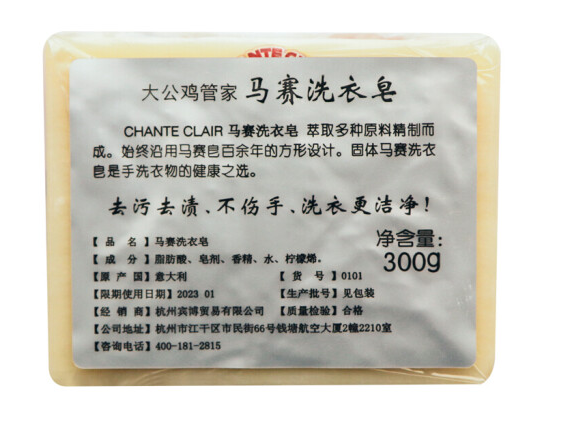 大公鸡管家 马赛洗衣皂
CHANTE CLAIR 马赛洗衣皂 萃取多种原料精制而
成。始终沿用马赛皂百余年的方形设计。固体马赛洗衣
皂是手洗衣物的健康之选。
去污去渍、不伤手、洗衣更洁净!
净含量:
300g
【 品 名 】马赛洗衣皂
【 成 分 】脂肪酸、皂剂、香精、水、柠檬烯。
【原 产 国】意大利 【 货 号 】0101
【限期使用日期】2023 01 【生产批号】见包装
【经 销 商】杭州宾博贸易有限公司 【质量检验】合格
【公司地址】杭州市江干区市民街66号钱塘航空大厦2幢2210室
【咨询电话】400-181-2815